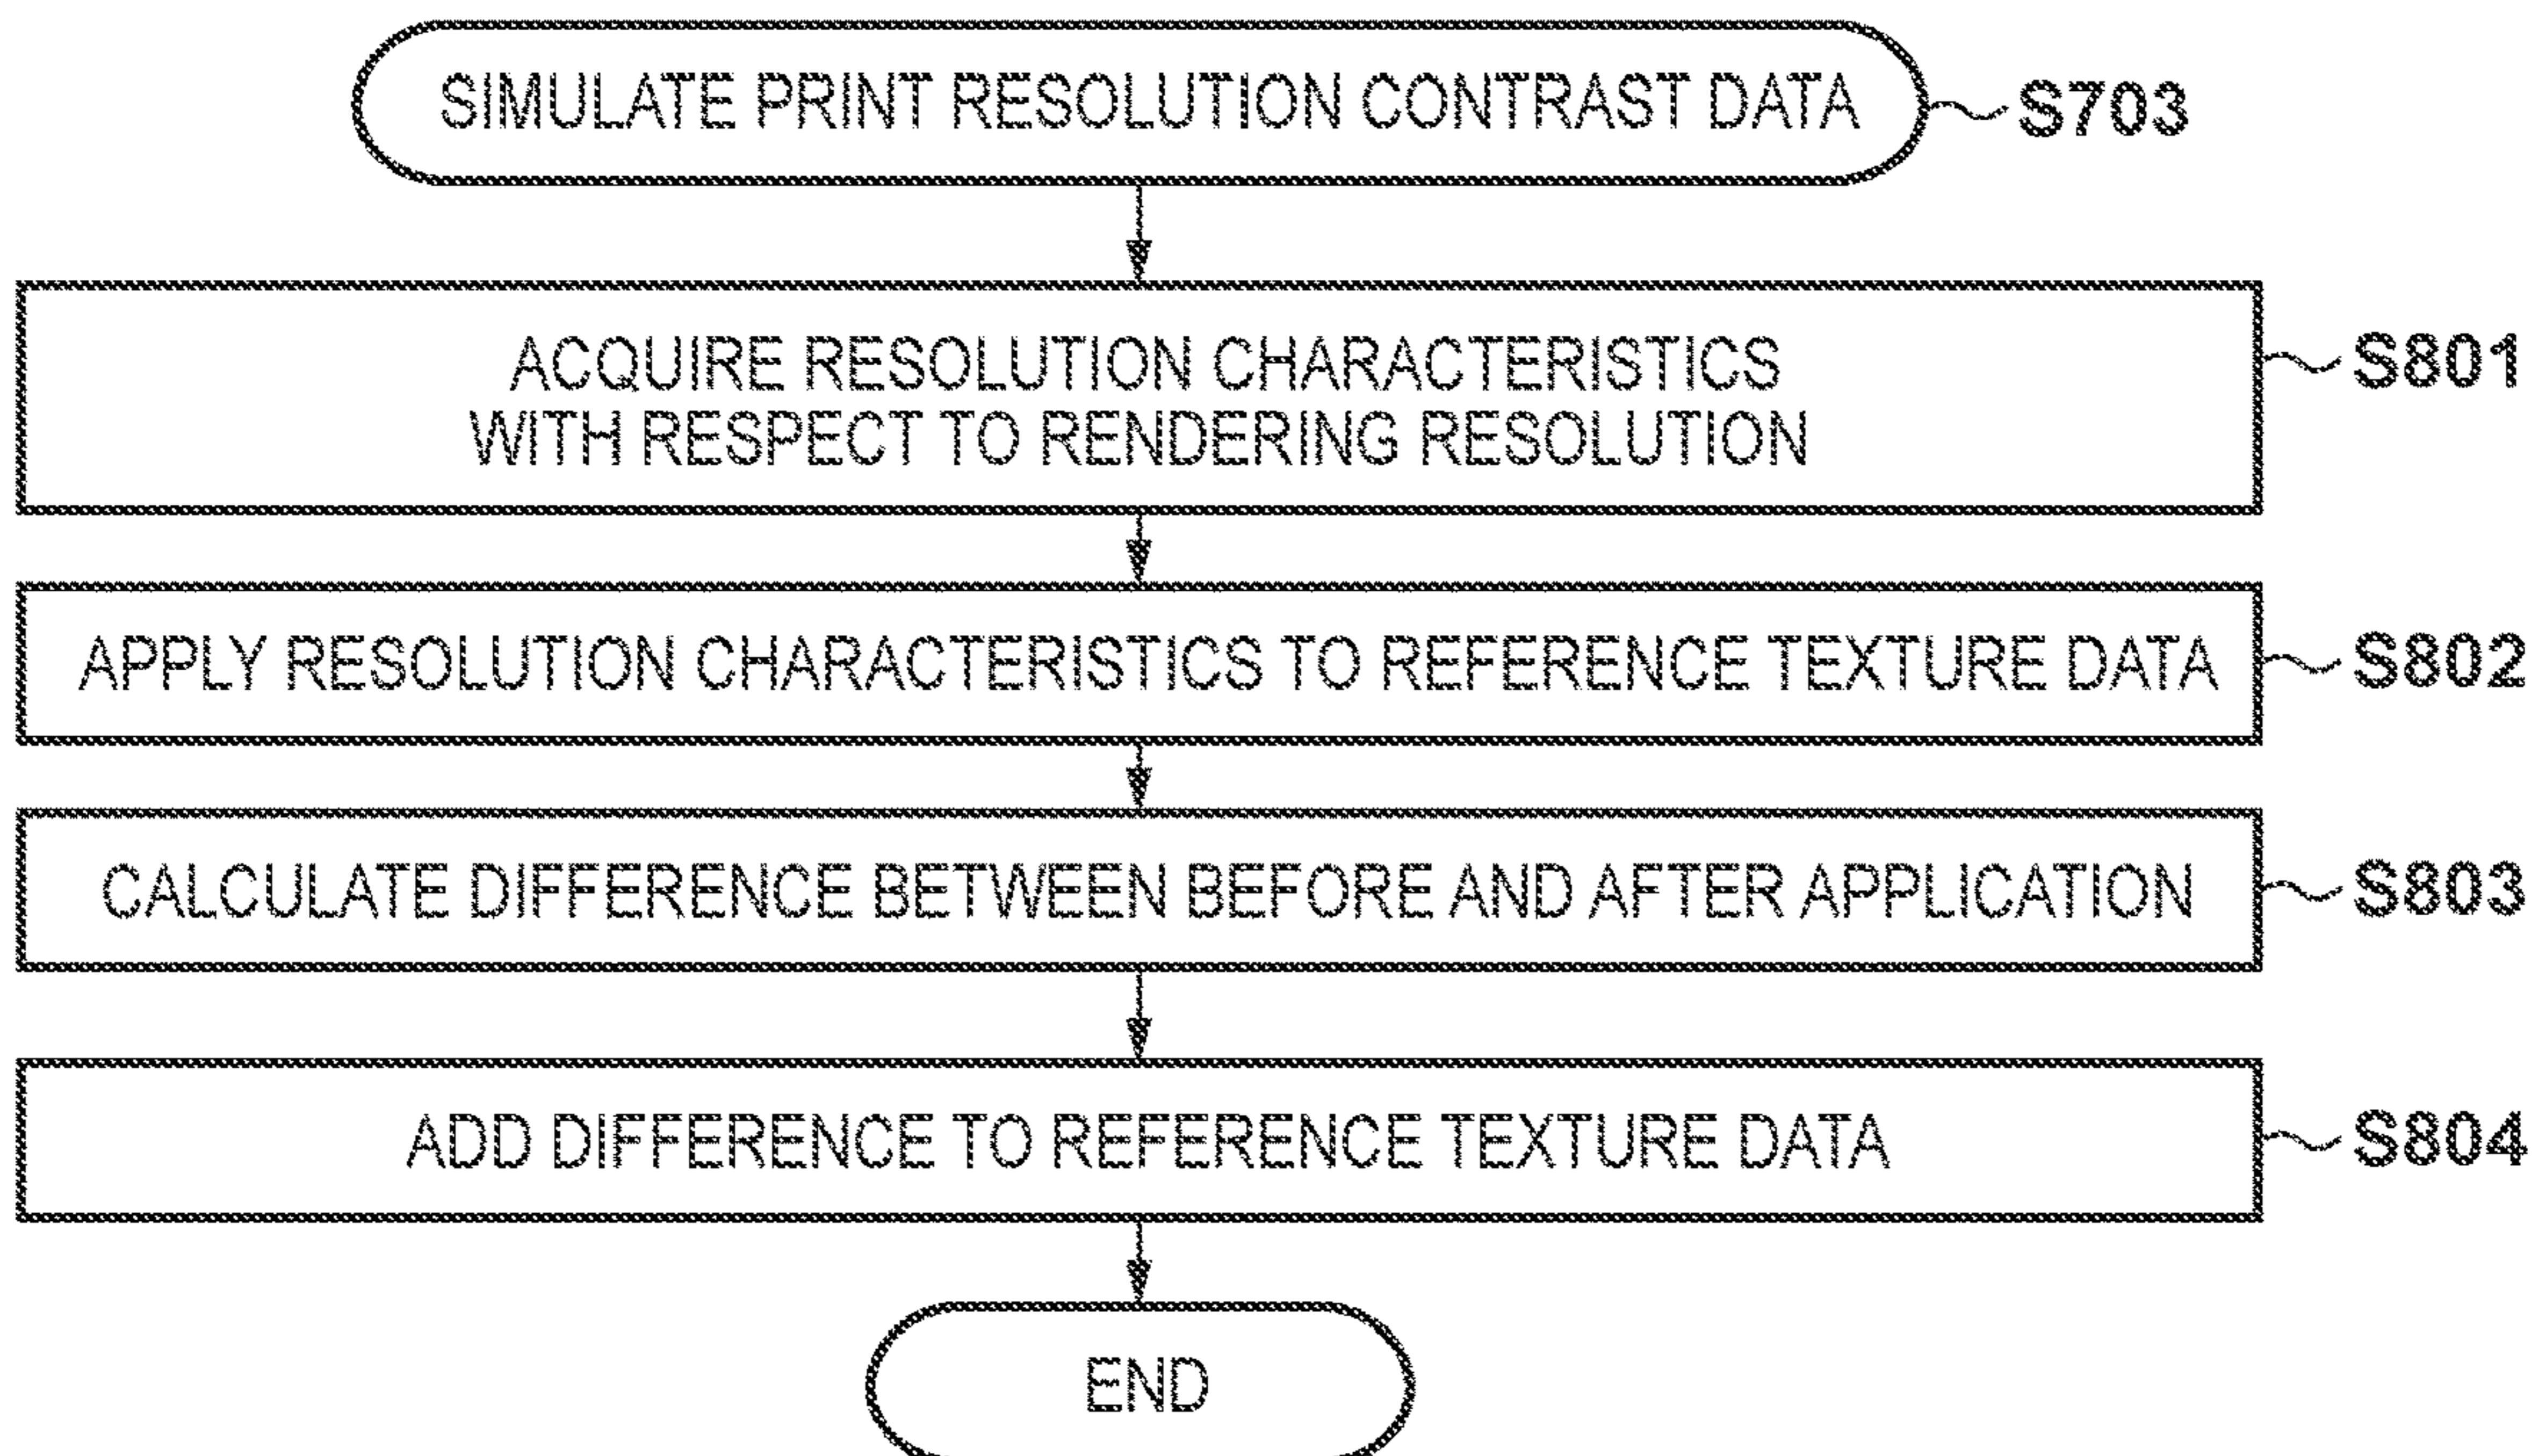 SIMULATE PRINT RESOLUTION CONTRAST DATA S703
ACQUIRE RESOLUTION CHARACTERISTICS S801
WITH RESPECT TO RENDERING RESOLUTION
APPLY RESOLUTION CHARACTERISTICS TO REFERENCE TEXTURE DATA S802
CALCULATE DIFFERENCE BETWEEN BEFORE AND AFTER APPLICATION S803
ADD DIFFERENCE TO REFERENCE TEXTURE DATA S804
END